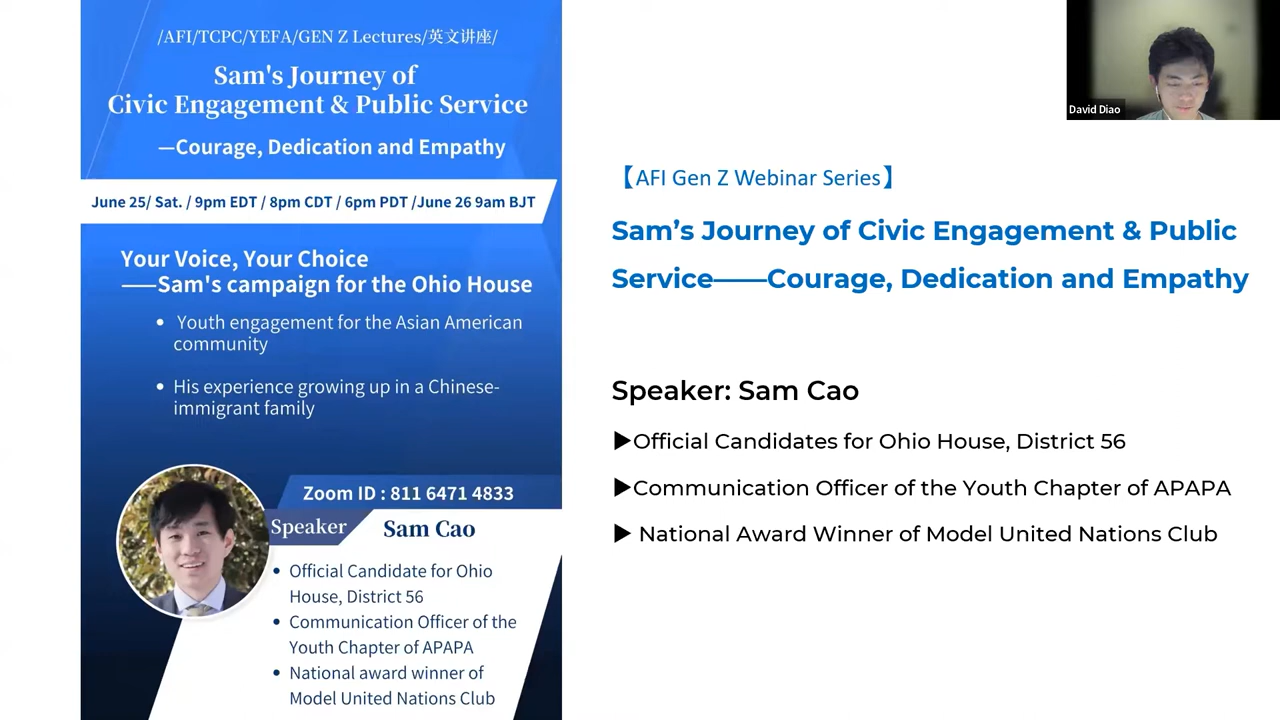 /AFI/TCPC/YEFA/GEN Z Lectures/英文讲座/
Sam's Journey of
Civic Engagement & Public Service
—Courage, Dedication and Empathy
June 25/ Sat. / 9pm EDT / 8pm CDT / 6pm PDT /June 26 9am BJT
Your Voice, Your Choice
——Sam's campaign for the Ohio House
• Youth engagement for the Asian American
community
• His experience growing up in a Chinese-
immigrant family
Zoom ID : 811 6471 4833
Speaker Sam Cao
• Official Candidate for Ohio
House, District 56
• Communication Officer of the
Youth Chapter of APAPA
• National award winner of
Model United Nations Club
David Diao
【AFI Gen Z Webinar Series】
Sam’s Journey of Civic Engagement & Public
Service——Courage, Dedication and Empathy
Speaker: Sam Cao
▶Official Candidates for Ohio House, District 56
▶Communication Officer of the Youth Chapter of APAPA
▶ National Award Winner of Model United Nations Club